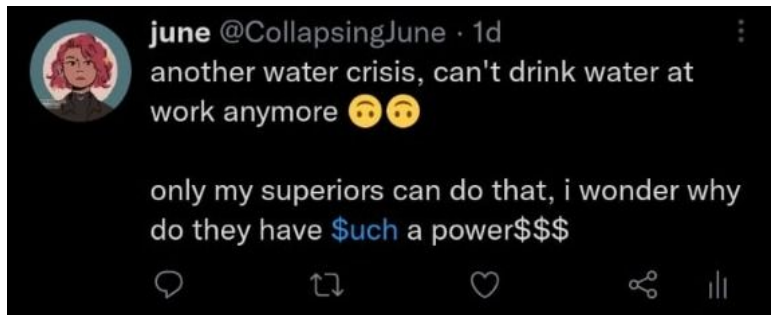 june @CollapsingJune · 1d
another water crisis, can't drink water at
work anymore 🙃🙃
only my superiors can do that, i wonder why
do they have $uch a power$$$